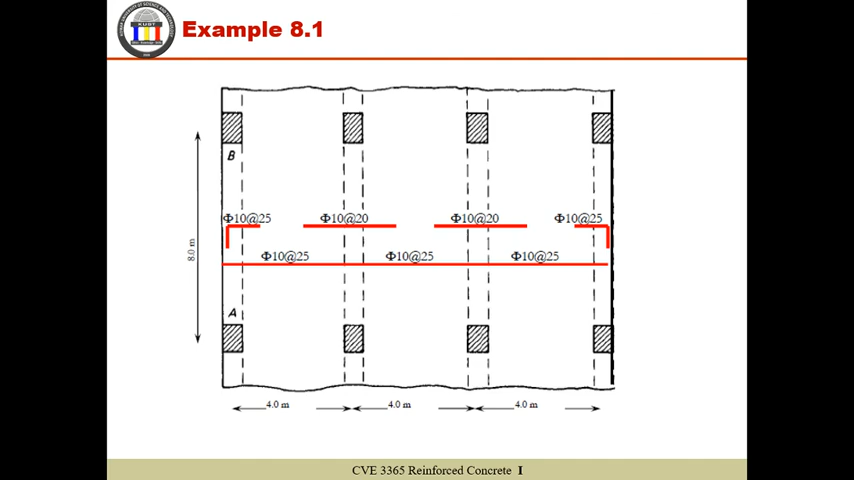 Example 8.1
KUST
B
Φ10@25 Φ10@20 Φ10@20 Φ10@25
8.0 m
Φ10@25 Φ10@25 Φ10@25
A
4.0 m 4.0 m 4.0 m
CVE 3365 Reinforced Concrete I